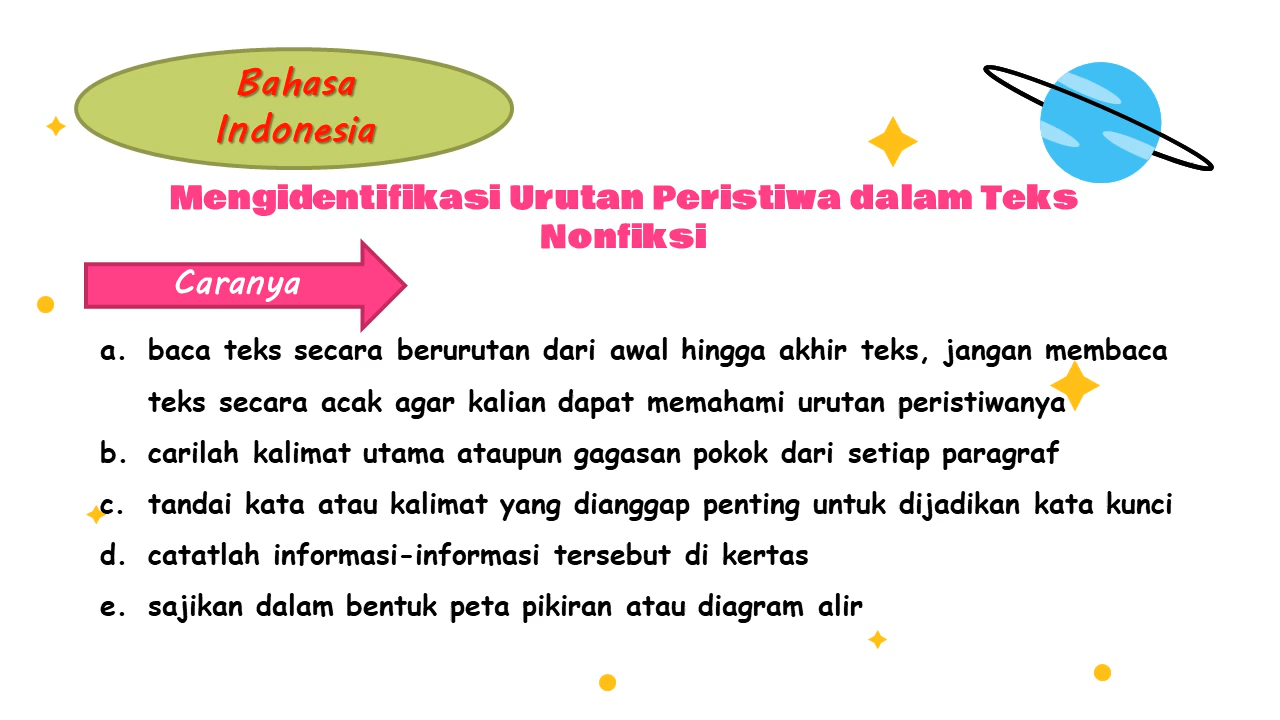 Bahasa
Indonesia
Mengidentifikasi Urutan Peristiwa dalam Teks
Nonfiksi
Caranya
a. baca teks secara berurutan dari awal hingga akhir teks, jangan membaca
teks secara acak agar kalian dapat memahami urutan peristiwanya
b. carilah kalimat utama ataupun gagasan pokok dari setiap paragraf
c. tandai kata atau kalimat yang dianggap penting untuk dijadikan kata kunci
d. catatlah informasi-informasi tersebut di kertas
e. sajikan dalam bentuk peta pikiran atau diagram alir